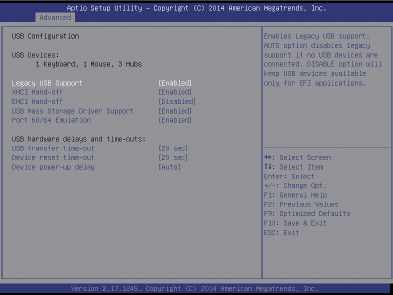 Aptio Setup Utility - Copyright (C) 2014 American Megatrends, Inc.
Advanced
USB Configuration
USB Devices:
1 Keyboard, 1 Mouse, 3 Hubs
Legacy USB Support [Enabled]
XHCI Hand-off [Enabled]
EHCI Hand-off [Disabled]
USB Mass Storage Driver Support [Enabled]
Port 60/64 Emulation [Enabled]
USB hardware delays and time-outs:
USB transfer time-out [20 sec]
Device reset time-out [20 sec]
Device power-up delay [Auto]
Enables Legacy USB support.
AUTO option disables legacy
support if no USB devices are
connected. DISABLE option will
keep USB devices available
only for EFI applications.
→←: Select Screen
↑↓: Select Item
Enter: Select
+/-: Change Opt.
F1: General Help
F2: Previous Values
F9: Optimized Defaults
F10: Save & Exit
ESC: Exit
Version 2.17.1245. Copyright (C) 2014 American Megatrends, Inc.